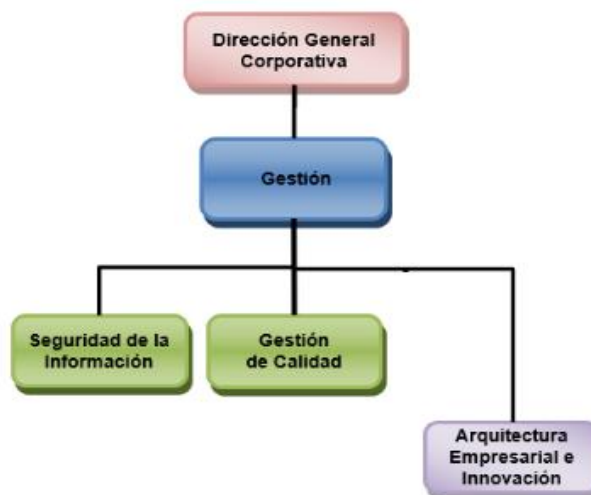 Dirección General
Corporativa
Gestión
Seguridad de la
Información
Gestión
de Calidad
Arquitectura
Empresarial e
Innovación